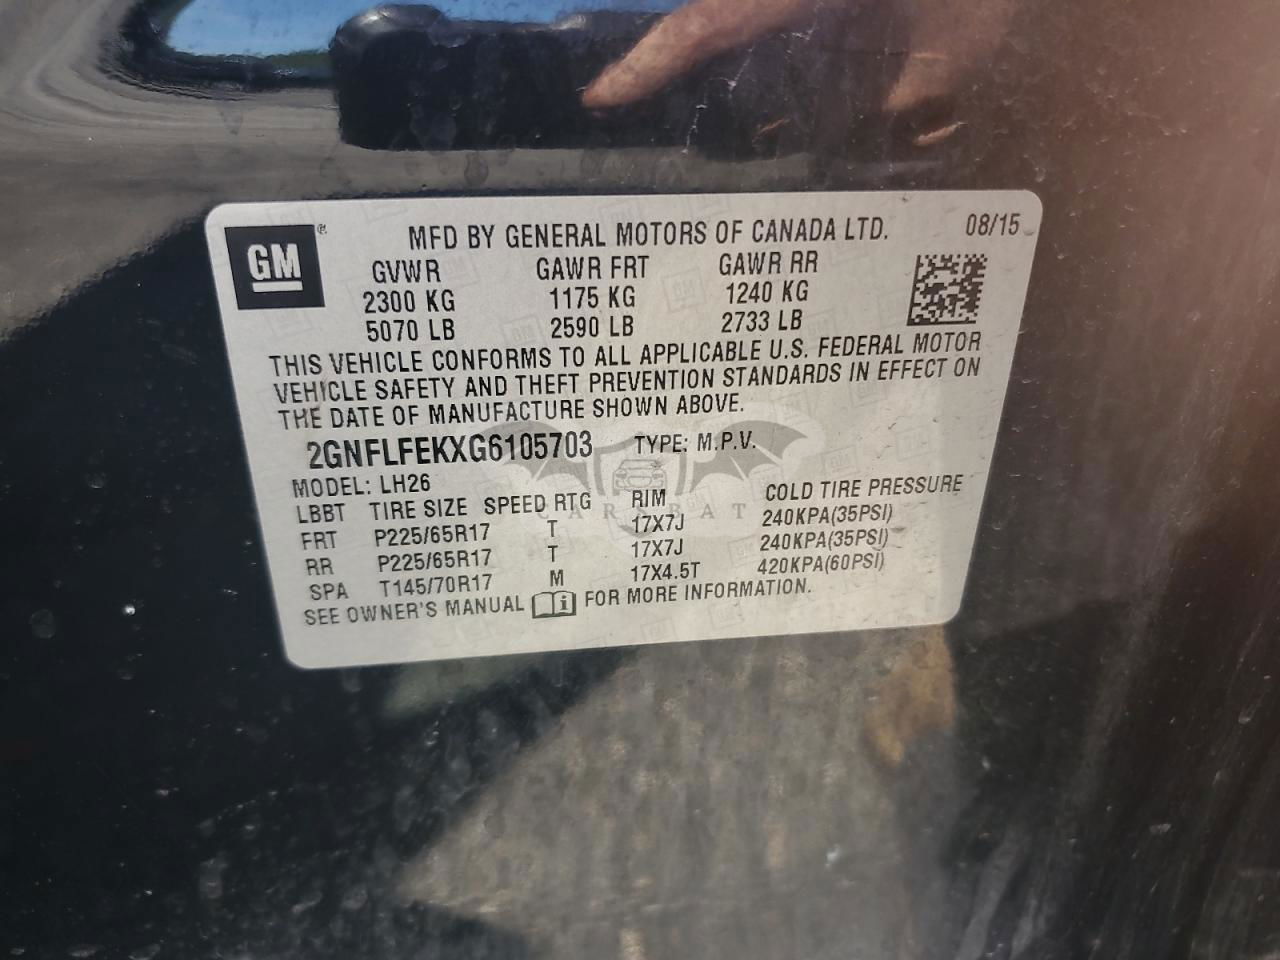 GM®
MFD BY GENERAL MOTORS OF CANADA LTD. 08/15
GVWR GAWR FRT GAWR RR
2300 KG 1175 KG 1240 KG
5070 LB 2590 LB 2733 LB
THIS VEHICLE CONFORMS TO ALL APPLICABLE U.S. FEDERAL MOTOR
VEHICLE SAFETY AND THEFT PREVENTION STANDARDS IN EFFECT ON
THE DATE OF MANUFACTURE SHOWN ABOVE.
2GNFLFEKXG6105703 TYPE: M.P.V.
MODEL: LH26
LBBT TIRE SIZE SPEED RTG RIM COLD TIRE PRESSURE
FRT P225/65R17 T 17X7J 240KPA(35PSI)
RR P225/65R17 T 17X7J 240KPA(35PSI)
SPA T145/70R17 M 17X4.5T 420KPA(60PSI)
SEE OWNER'S MANUAL FOR MORE INFORMATION.
CARSBAT